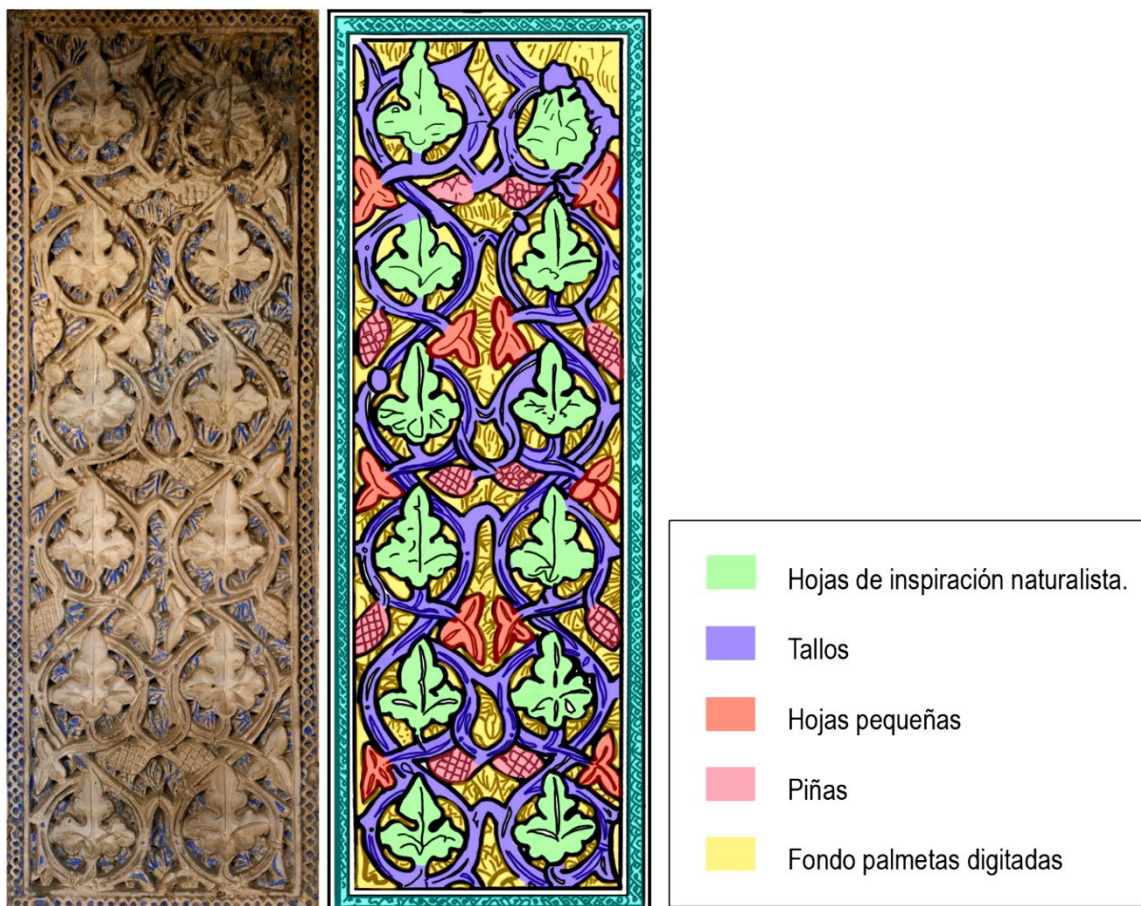 Hojas de inspiración naturalista.
Tallos
Hojas pequeñas
Piñas
Fondo palmetas digitadas